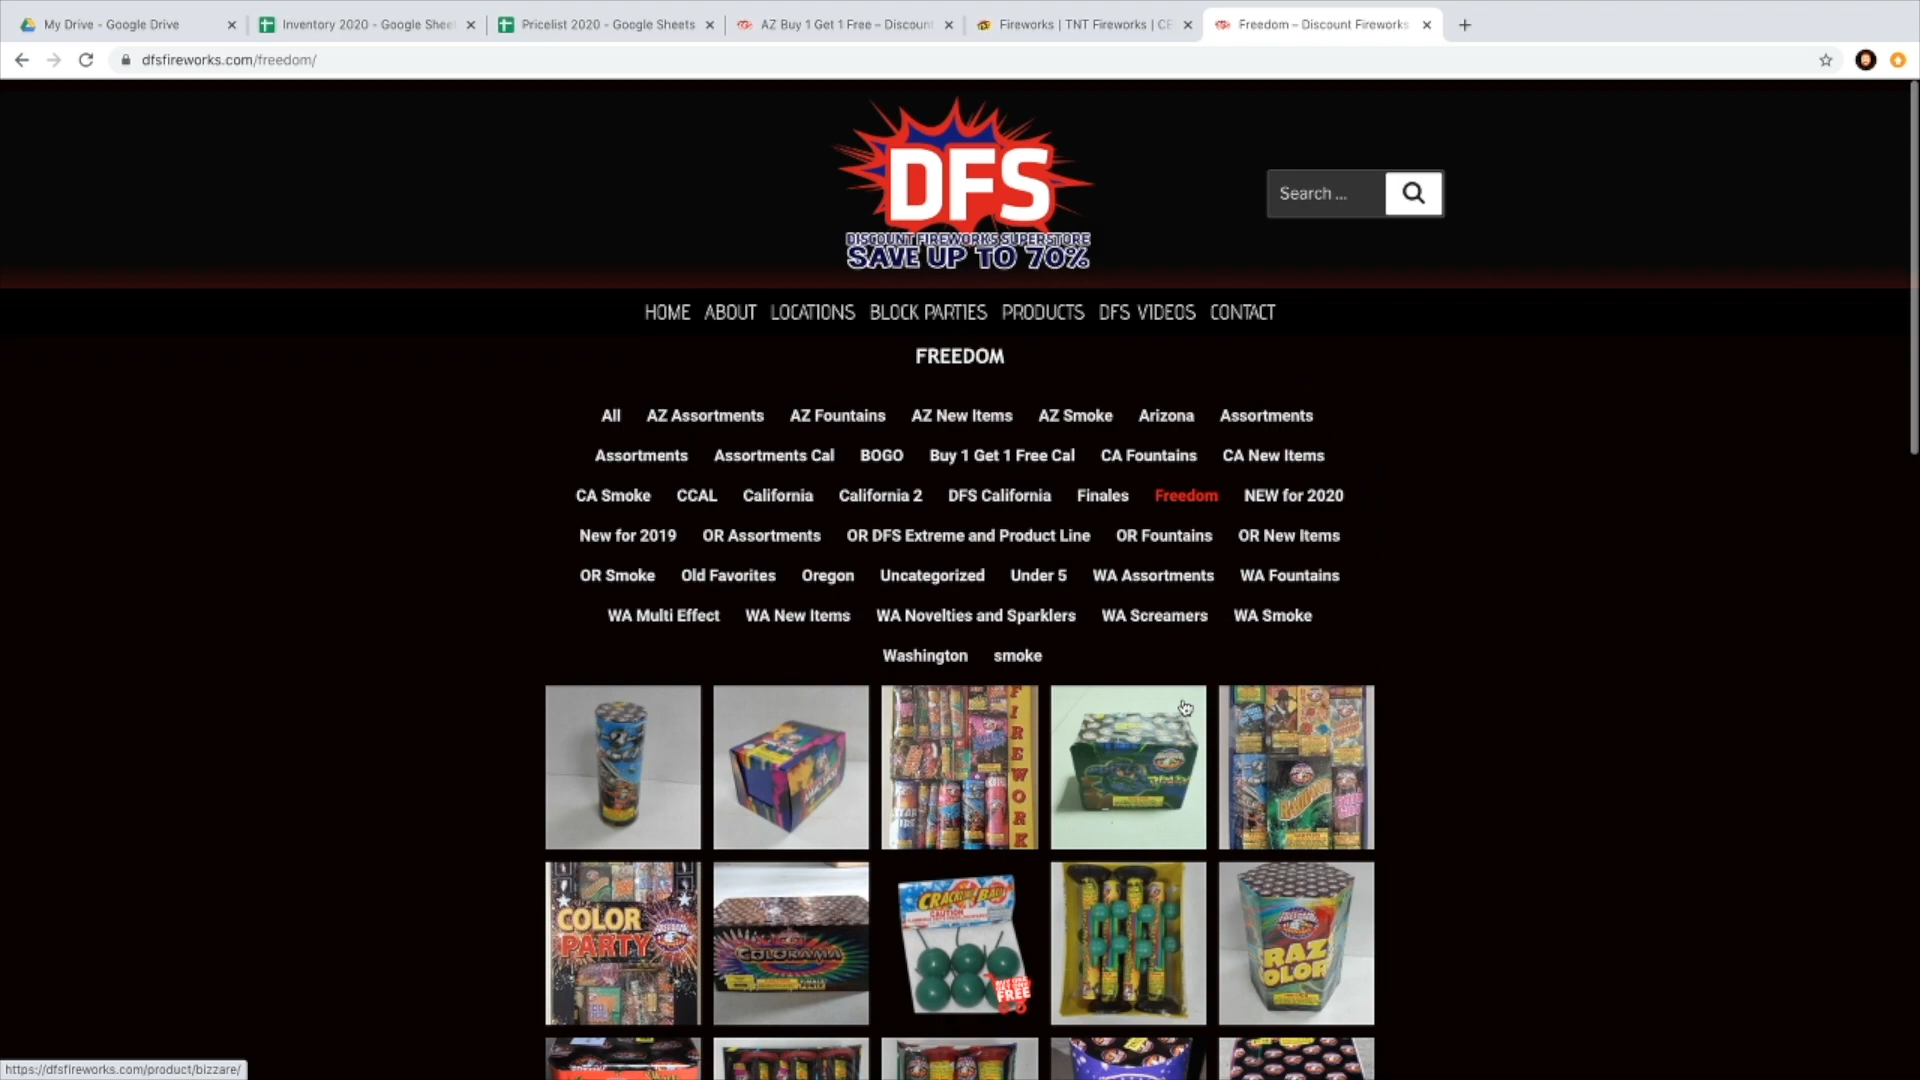 My Drive - Google Drive
Inventory 2020 - Google Shee
Pricelist 2020 - Google Sheets
AZ Buy 1 Get 1 Free – Discount
Fireworks | TNT Fireworks | CE
Freedom – Discount Fireworks
dfsfireworks.com/freedom/
DFS
DISCOUNT FIREWORKS SUPERSTORE
SAVE UP TO 70%
Search ...
HOME ABOUT LOCATIONS BLOCK PARTIES PRODUCTS DFS VIDEOS CONTACT
FREEDOM
All AZ Assortments AZ Fountains AZ New Items AZ Smoke Arizona Assortments
Assortments Assortments Cal BOGO Buy 1 Get 1 Free Cal CA Fountains CA New Items
CA Smoke CCAL California California 2 DFS California Finales Freedom NEW for 2020
New for 2019 OR Assortments OR DFS Extreme and Product Line OR Fountains OR New Items
OR Smoke Old Favorites Oregon Uncategorized Under 5 WA Assortments WA Fountains
WA Multi Effect WA New Items WA Novelties and Sparklers WA Screamers WA Smoke
Washington smoke
FIREWORK
COLOR
PARTY
COLORAMA
CRACKLING BALL
CAUTION
BUY ONE
GET ONE
FREE
RAZ
OLOR
https://dfsfireworks.com/product/bizzare/